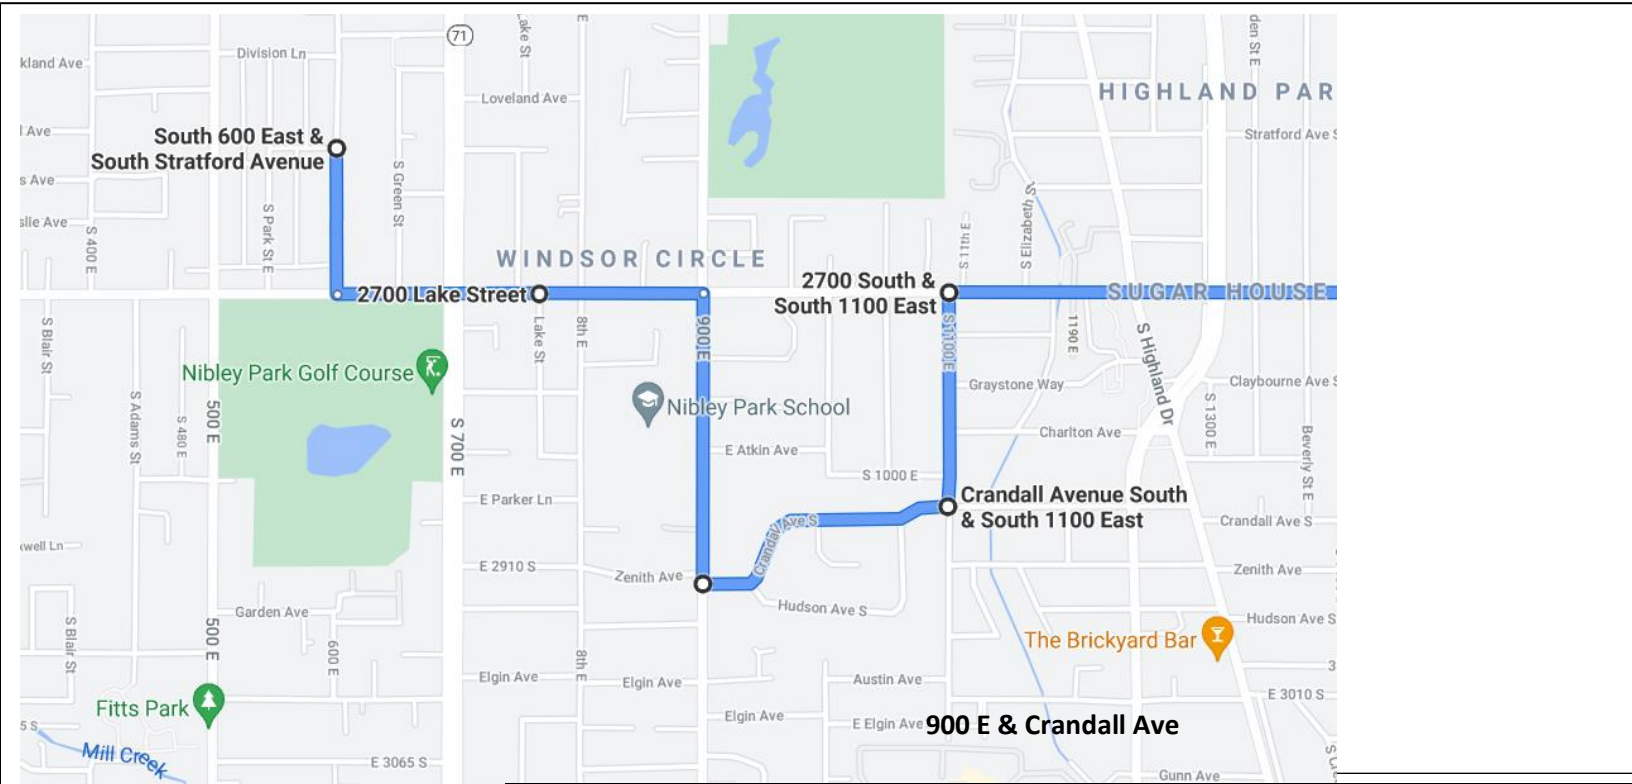 71
Lake St
E
den St E
Division Ln
kland Ave
Loveland Ave
HIGHLAND PAR
l Ave
South 600 East &
South Stratford Avenue
Stratford Ave S
s Ave
S Green St
S Park St E
slie Ave
S 400 E
S 11th E
S Elizabeth S
WINDSOR CIRCLE
2700 Lake Street
2700 South &
South 1100 East
SUGAR HOUSE
S Blair St
Lake St
8th E
900 E
S 1100 E
1190 E
S Highland Dr
Nibley Park Golf Course
Graystone Way
Claybourne Ave S
S Adams St
S 480 E
500 E
S 700 E
Nibley Park School
S 1300 E
Beverly St E
Charlton Ave
E Atkin Ave
S 1000 E
E Parker Ln
Crandall Avenue South
& South 1100 East
Crandall Ave S
Crandall Ave S
xwell Ln
E 2910 S
Zenith Ave
Zenith Ave
Garden Ave
Hudson Ave S
Hudson Ave S
S Blair St
500 E
600 E
8th E
The Brickyard Bar
3
Elgin Ave
Elgin Ave
Austin Ave
E 3010 S
Fitts Park
Elgin Ave
E Elgin Ave
900 E & Crandall Ave
5 S
Mill Creek
E 3065 S
Gunn Ave